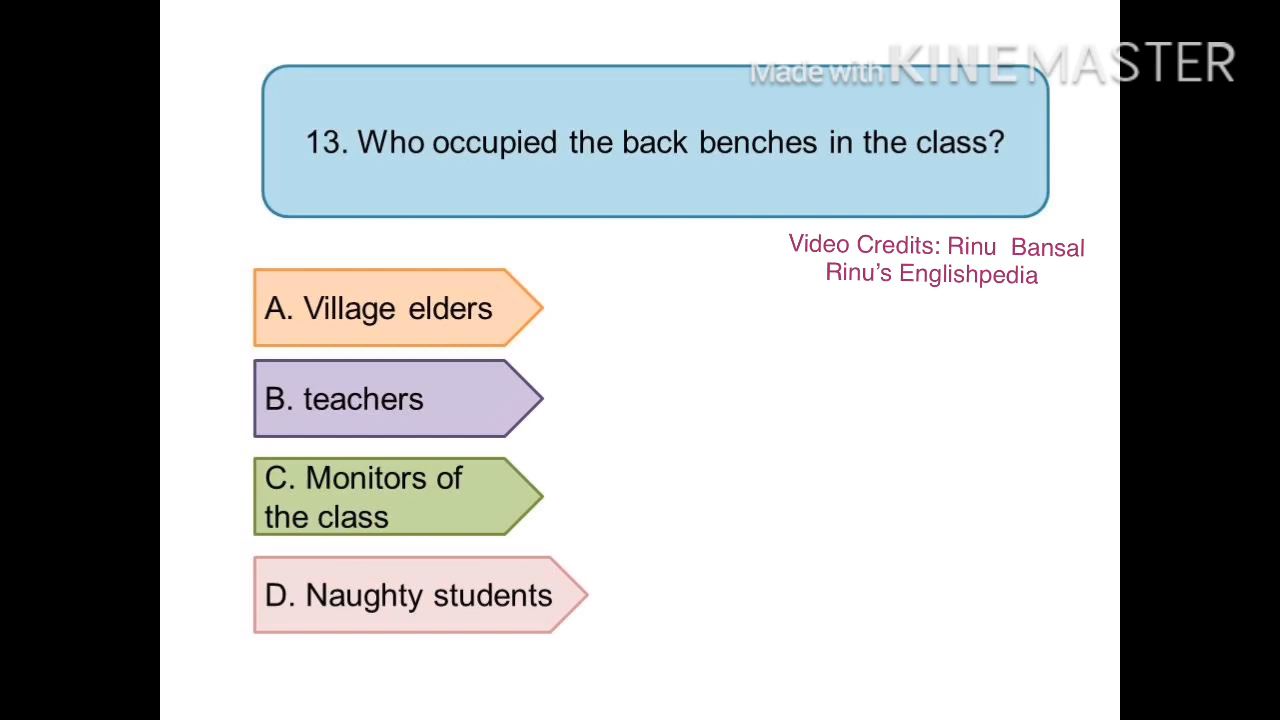 Made with KINEMASTER
13. Who occupied the back benches in the class?
Video Credits: Rinu Bansal
Rinu’s Englishpedia
A. Village elders
B. teachers
C. Monitors of
the class
D. Naughty students